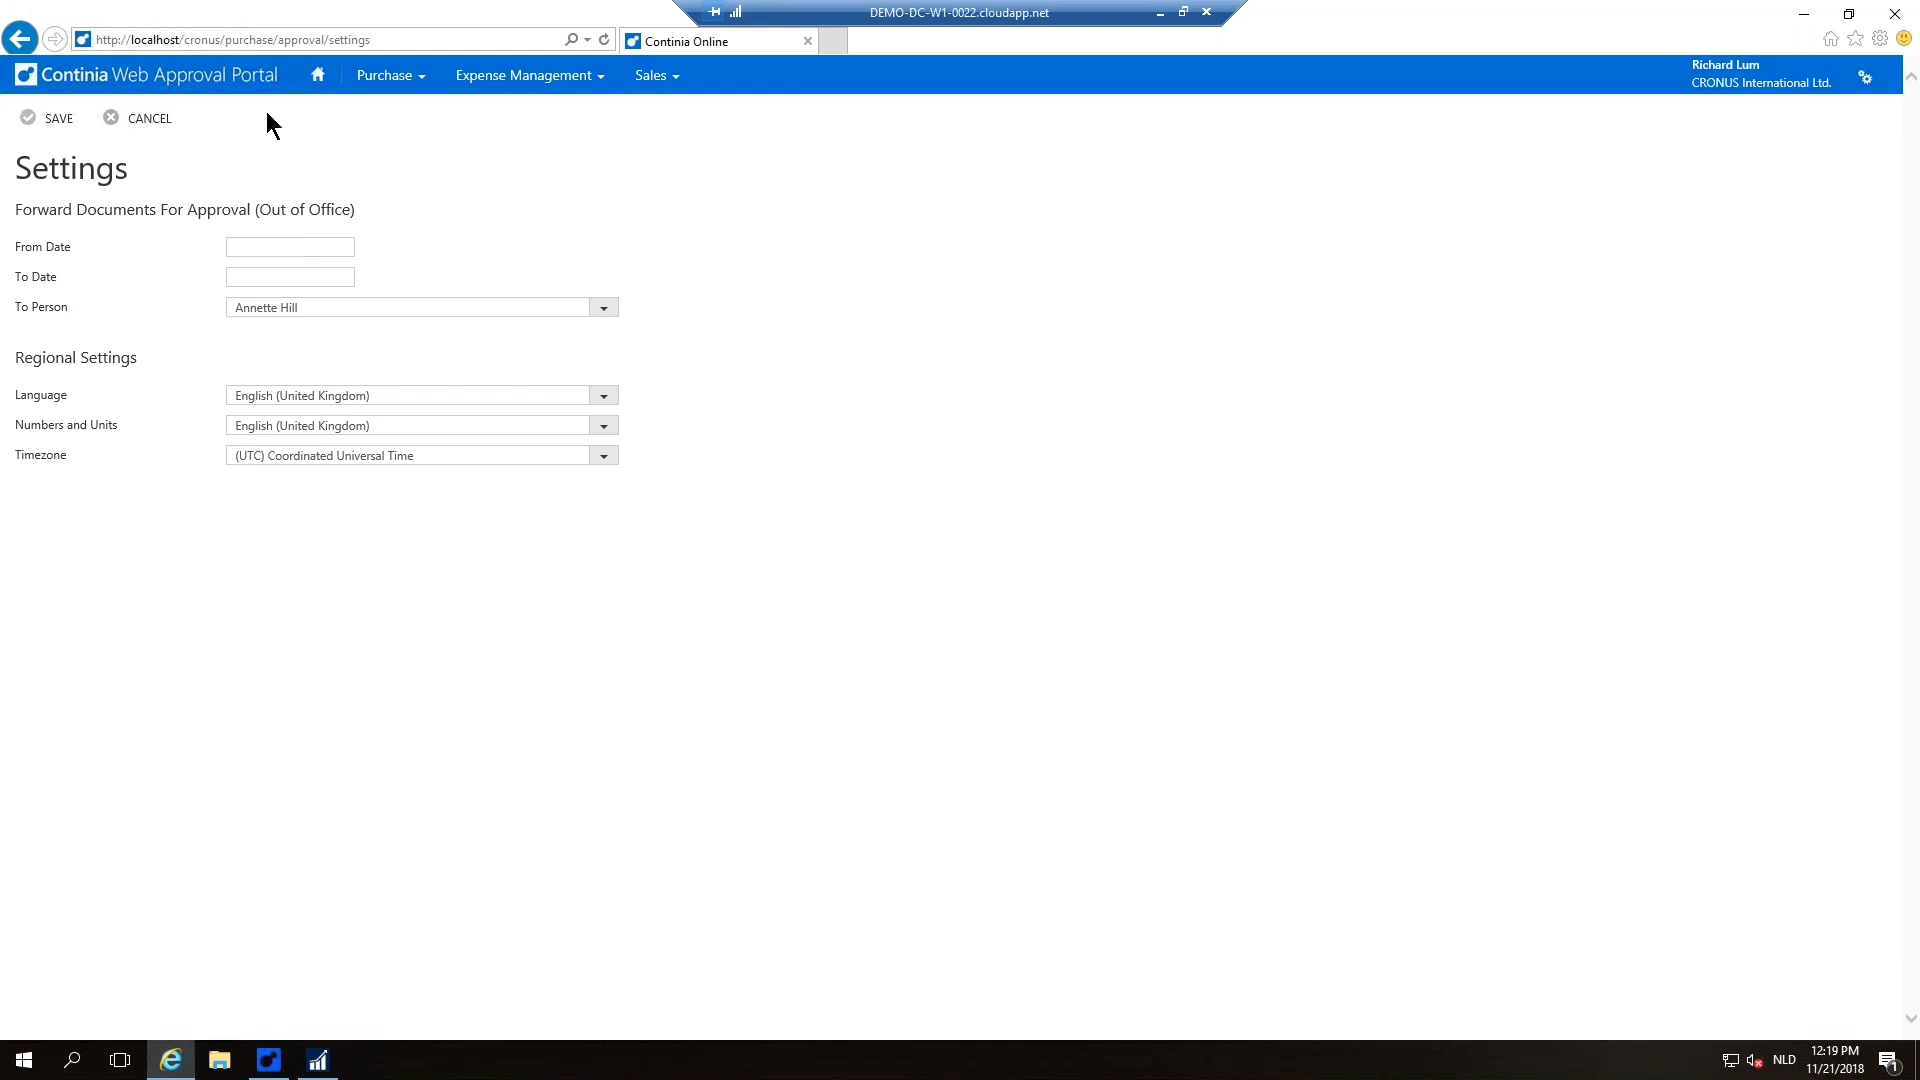 DEMO-DC-W1-0022.cloudapp.net
http://localhost/cronus/purchase/approval/settings
Continia Online
Continia Web Approval Portal
Purchase
Expense Management
Sales
Richard Lum
CRONUS International Ltd.
SAVE
CANCEL
Settings
Forward Documents For Approval (Out of Office)
From Date
To Date
To Person Annette Hill
Regional Settings
Language English (United Kingdom)
Numbers and Units English (United Kingdom)
Timezone (UTC) Coordinated Universal Time
NLD
12:19 PM
11/21/2018
1